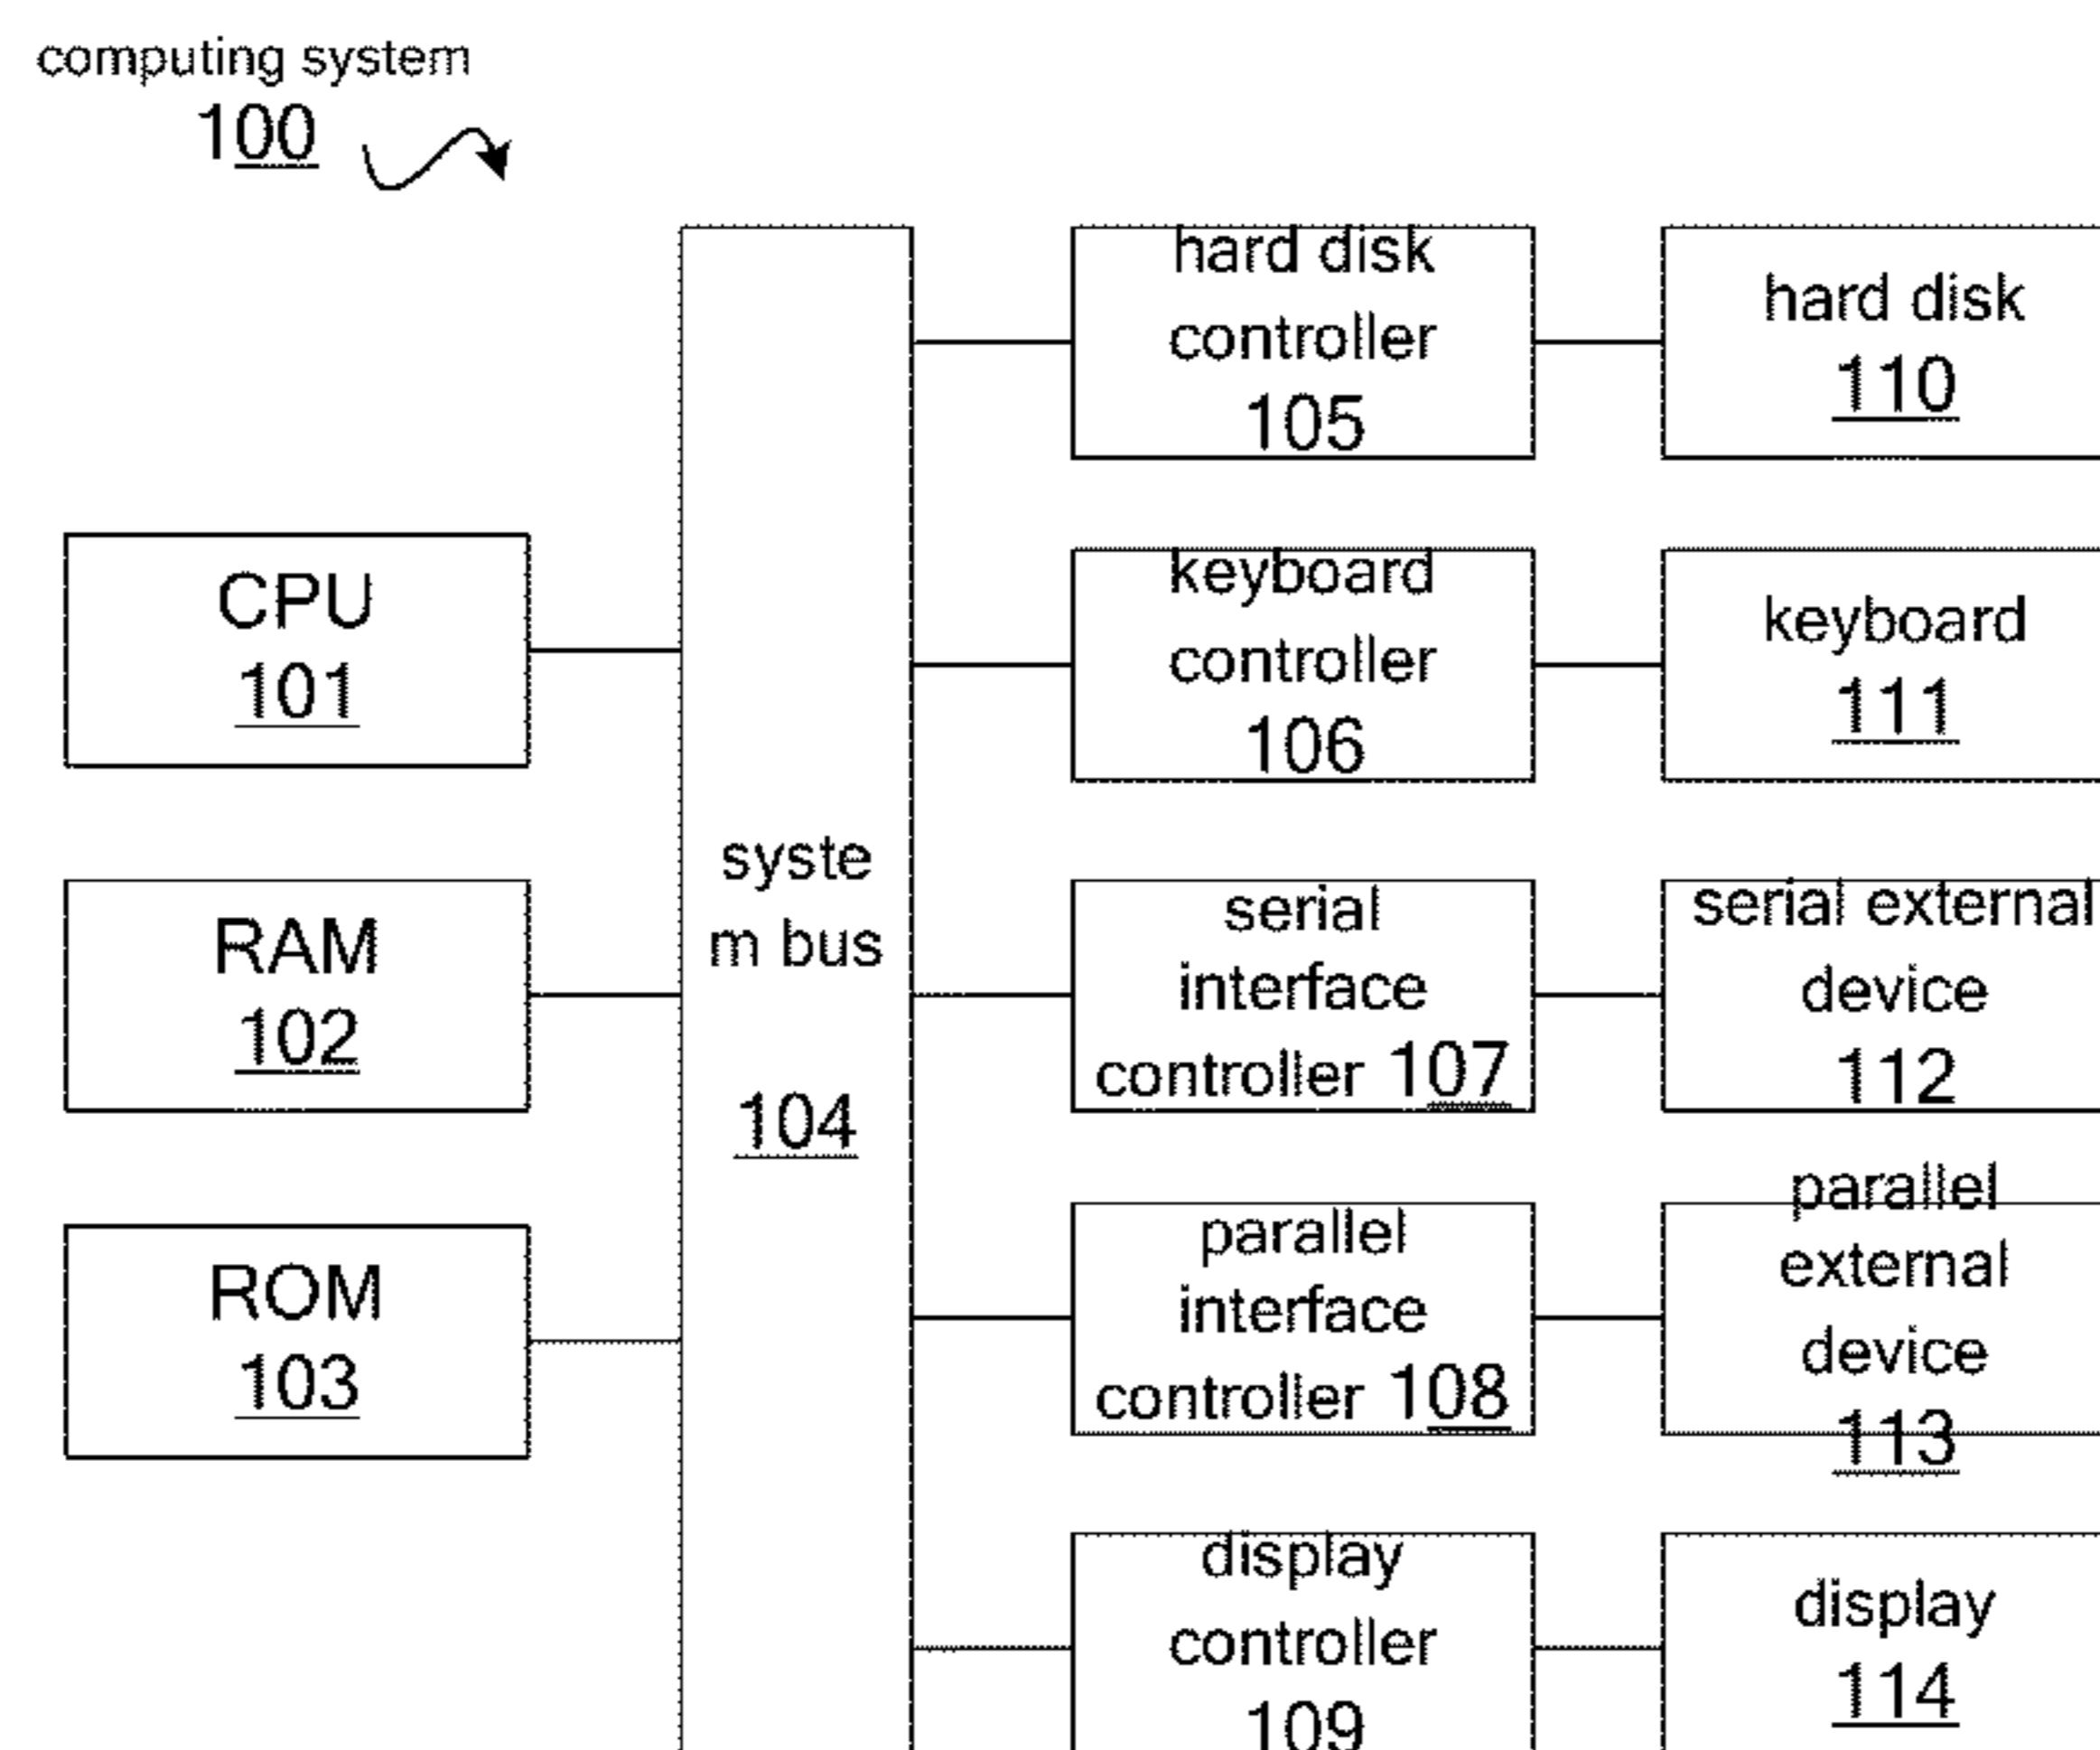 computing system
100
hard disk
controller
105
hard disk
110
CPU
101
keyboard
controller
106
keyboard
111
RAM
102
syste
m bus
104
serial
interface
controller 107
serial external
device
112
ROM
103
parallel
interface
controller 108
parallel
external
device
113
display
controller
109
display
114